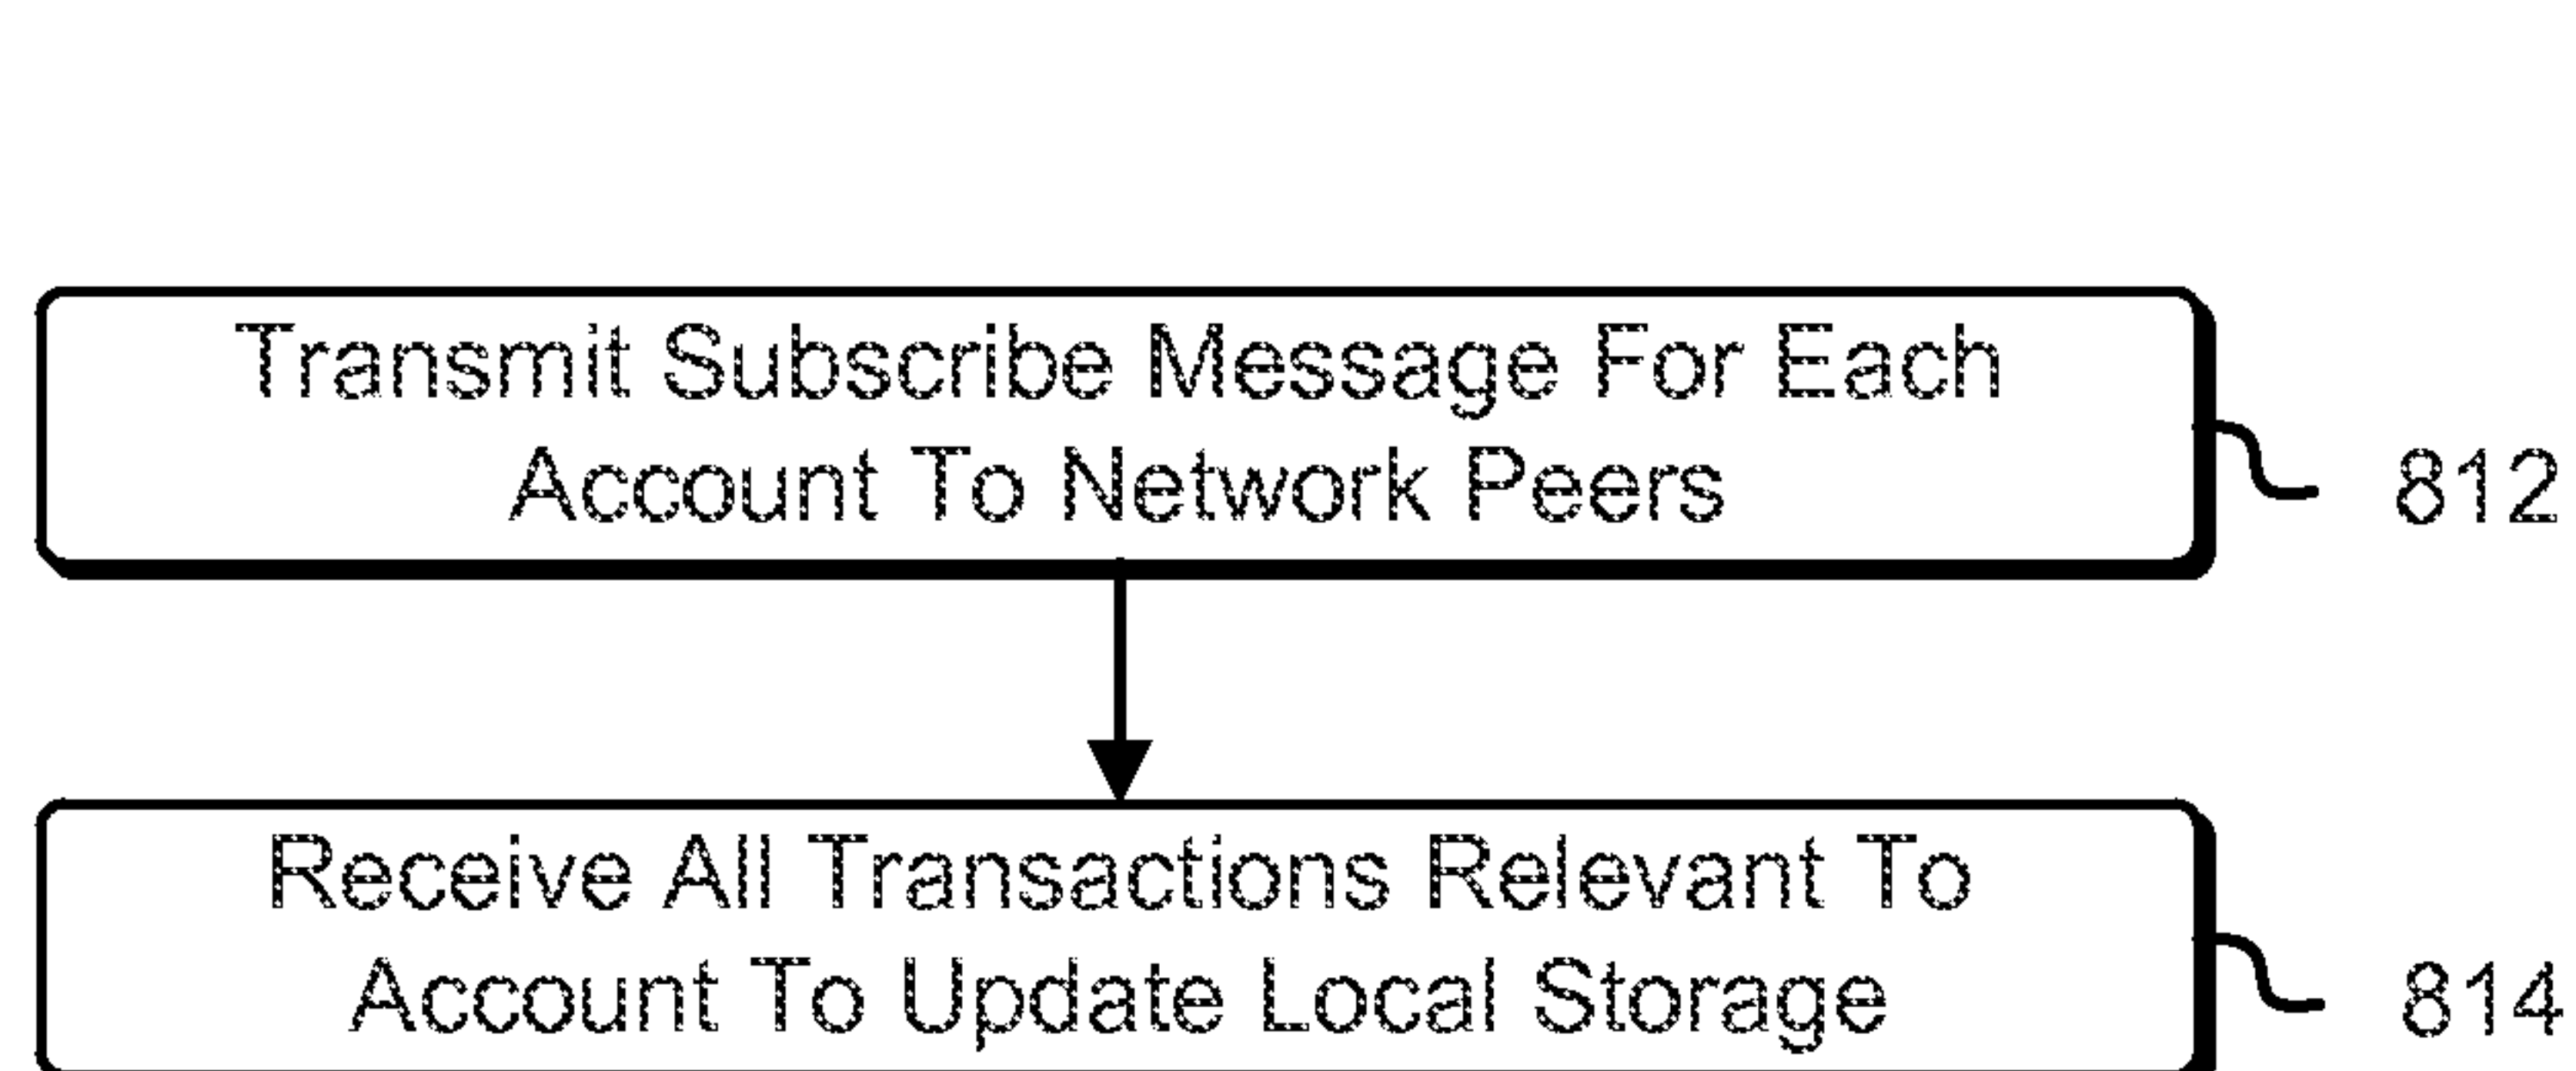 Transmit Subscribe Message For Each
Account To Network Peers
812
Receive All Transactions Relevant To
Account To Update Local Storage
814